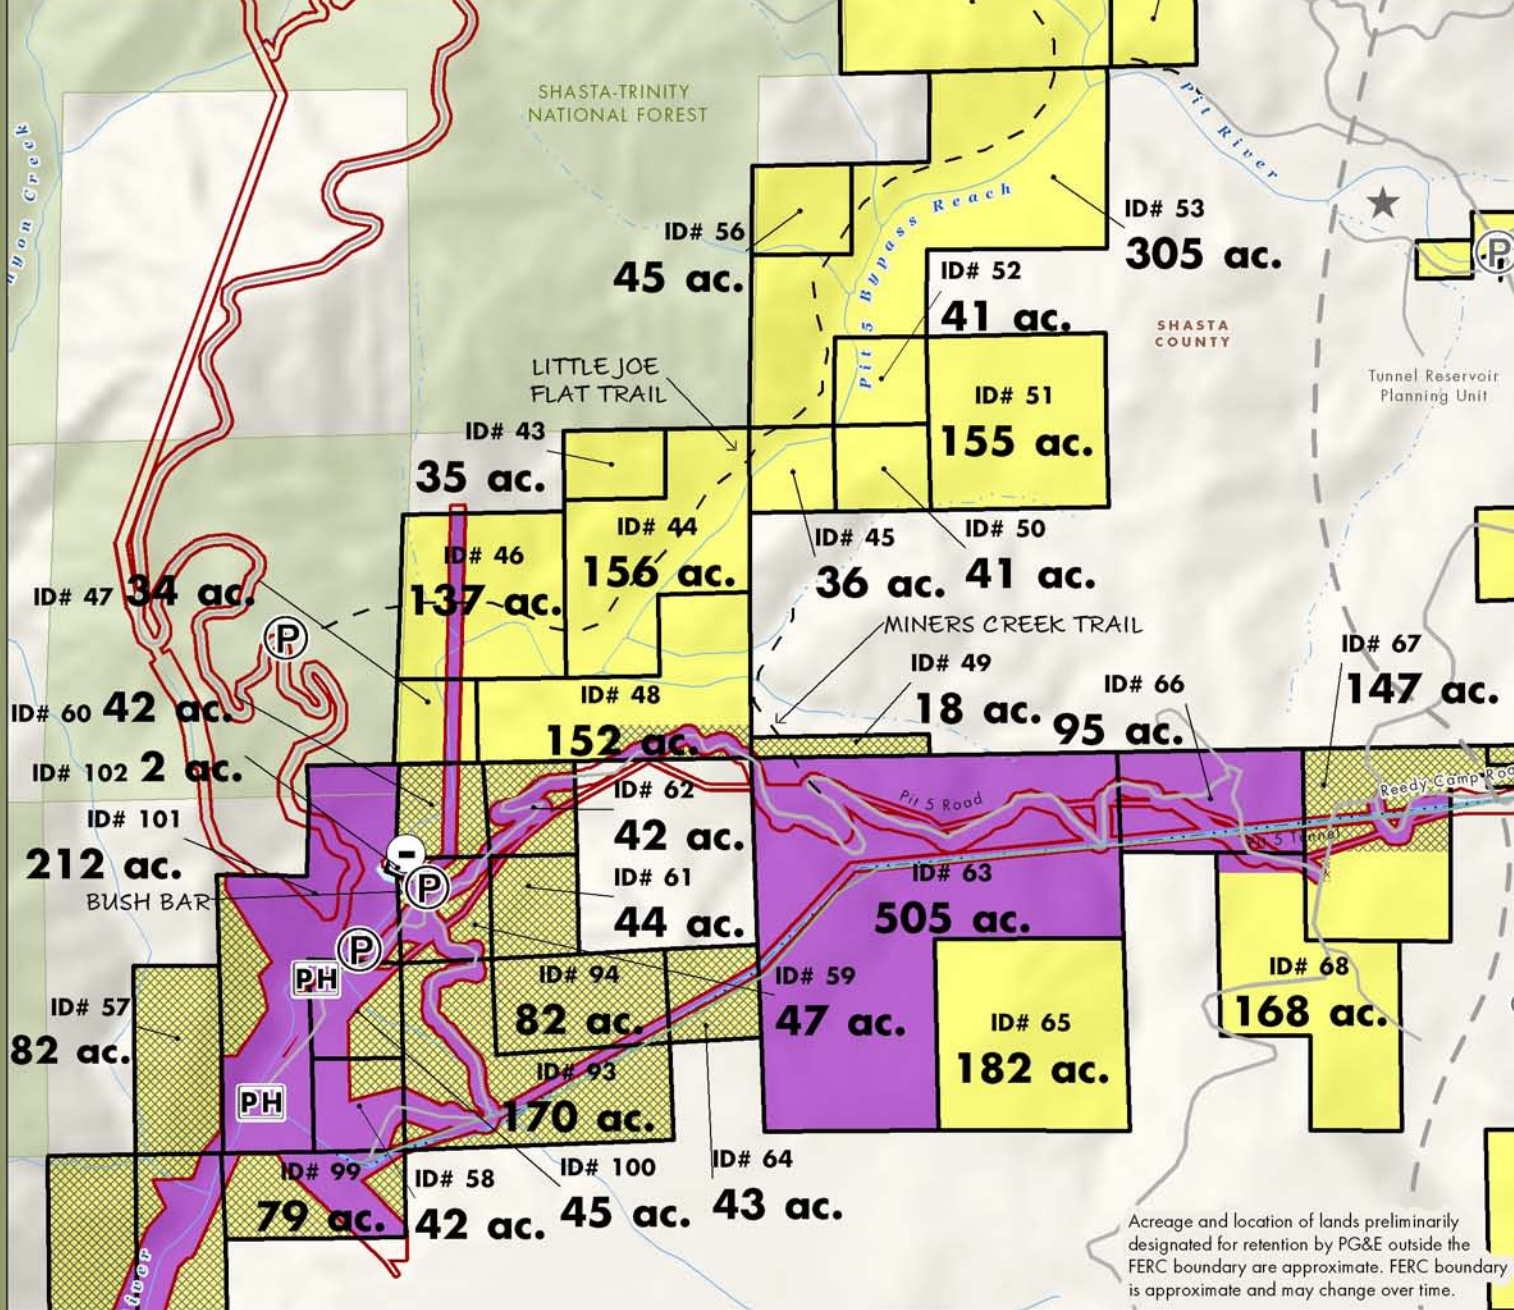 SHASTA-TRINITY
NATIONAL FOREST
Pit River
nyon Creek
Pit 5 Bypass Reach
ID# 53
305 ac.
ID# 56
45 ac.
ID# 52
41 ac.
SHASTA
COUNTY
P
LITTLE JOE
FLAT TRAIL
Tunnel Reservoir
Planning Unit
ID# 51
155 ac.
ID# 43
35 ac.
ID# 44
156 ac.
ID# 46
137 ac.
ID# 45
36 ac.
ID# 50
41 ac.
ID# 47 34 ac.
P
MINERS CREEK TRAIL
ID# 67
147 ac.
ID# 49
18 ac.
ID# 66
95 ac.
ID# 48
152 ac.
ID# 60 42 ac.
ID# 102 2 ac.
Reedy Camp Roa
ID# 62
42 ac.
Pit 5 Road
Pit 5 Tunnel
ID# 101
212 ac.
BUSH BAR
P
ID# 61
44 ac.
ID# 63
505 ac.
P
PH
ID# 94
82 ac.
ID# 59
47 ac.
ID# 68
168 ac.
ID# 57
82 ac.
ID# 65
182 ac.
PH
ID# 93
170 ac.
ID# 99
79 ac.
ID# 58
42 ac.
ID# 100
45 ac.
ID# 64
43 ac.
iver
Acreage and location of lands preliminarily
designated for retention by PG&E outside the
FERC boundary are approximate. FERC boundary
is approximate and may change over time.